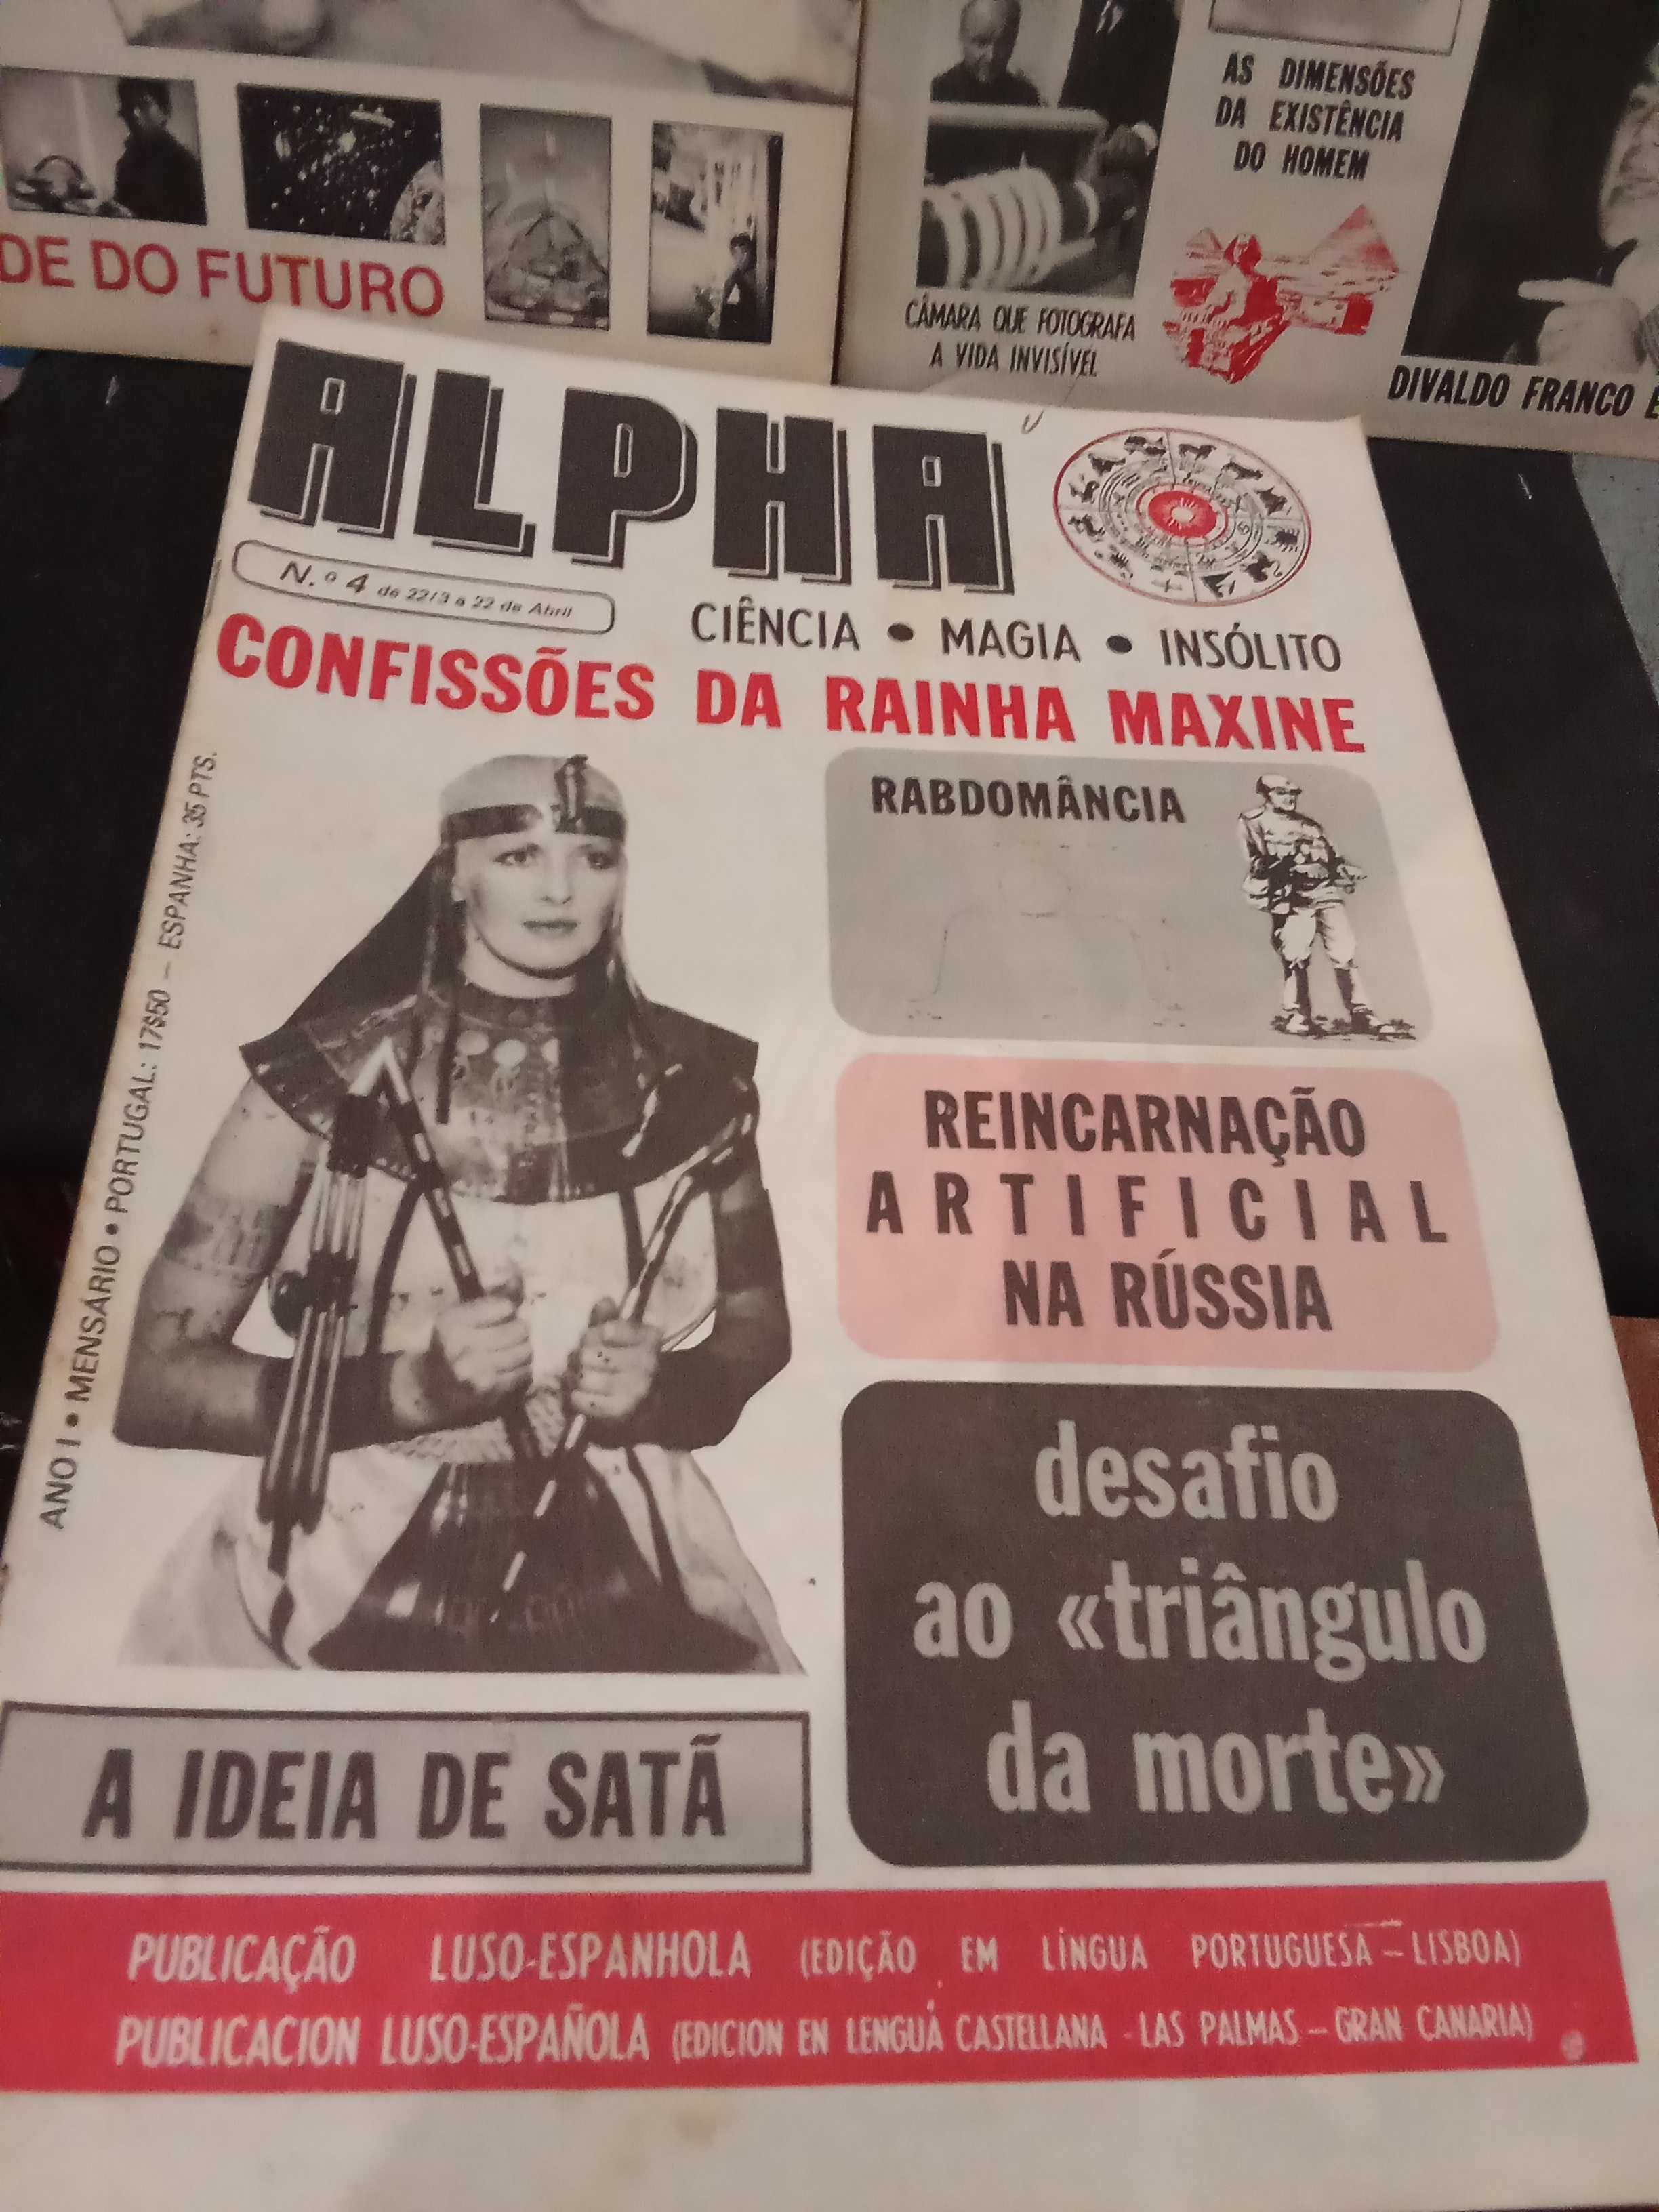 DE DO FUTURO
AS DIMENSÕES
DA EXISTÊNCIA
DO HOMEM
CÂMARA QUE FOTOGRAFA
A VIDA INVISÍVEL
DIVALDO FRANCO E
ALPHA
N.º 4 de 22/3 a 22 de Abril
CIÊNCIA • MAGIA • INSÓLITO
CONFISSÕES DA RAINHA MAXINE
ANO I • MENSÁRIO • PORTUGAL: 17$50 – ESPANHA: 35 PTS.
RABDOMÂNCIA
REINCARNAÇÃO
ARTIFICIAL
NA RÚSSIA
desafio
ao «triângulo
da morte»
A IDEIA DE SATÃ
PUBLICAÇÃO LUSO-ESPANHOLA (EDIÇÃO EM LÍNGUA PORTUGUESA – LISBOA)
PUBLICACION LUSO-ESPAÑOLA (EDICION EN LENGUA CASTELLANA - LAS PALMAS – GRAN CANARIA)